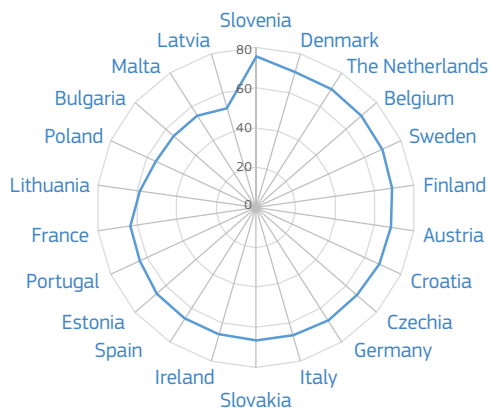 Slovenia
Latvia
Denmark
Malta
The Netherlands
Bulgaria
Belgium
Poland
Sweden
Lithuania
Finland
France
Austria
Portugal
Croatia
Estonia
Czechia
Spain
Germany
Ireland
Italy
Slovakia
80
60
40
20
0